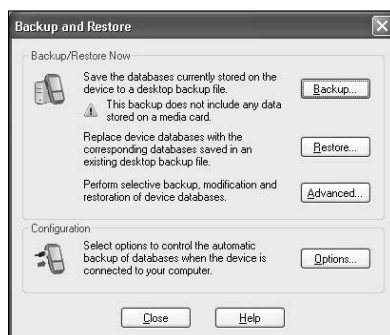 Backup and Restore
Backup/Restore Now
Save the databases currently stored on the
device to a desktop backup file.
Backup...
This backup does not include any data
stored on a media card.
Replace device databases with the
corresponding databases saved in an
existing desktop backup file.
Restore...
Perform selective backup, modification and
restoration of device databases.
Advanced...
Configuration
Select options to control the automatic
backup of databases when the device is
connected to your computer.
Options...
Close
Help